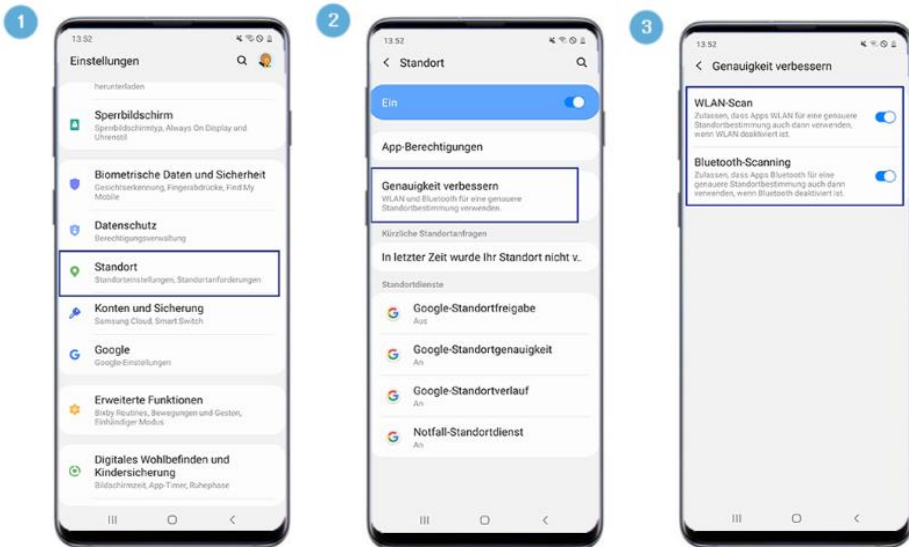 1
13:52
Einstellungen
herunterladen
Sperrbildschirm
Sperrbildschirmtyp, Always On Display und
Uhrenstil
Biometrische Daten und Sicherheit
Gesichtserkennung, Fingerabdrücke, Find My
Mobile
Datenschutz
Berechtigungsverwaltung
Standort
Standorteinstellungen, Standortanforderungen
Konten und Sicherung
Samsung Cloud, Smart Switch
Google
Google-Einstellungen
Erweiterte Funktionen
Bixby Routines, Bewegungen und Gesten,
Einhändiger Modus
Digitales Wohlbefinden und
Kindersicherung
Bildschirmzeit, App-Timer, Ruhephase
2
13:52
Standort
Ein
App-Berechtigungen
Genauigkeit verbessern
WLAN und Bluetooth für eine genauere
Standortbestimmung verwenden.
Kürzliche Standortanfragen
In letzter Zeit wurde Ihr Standort nicht v..
Standortdienste
Google-Standortfreigabe
Aus
Google-Standortgenauigkeit
An
Google-Standortverlauf
An
Notfall-Standortdienst
An
3
13:52
Genauigkeit verbessern
WLAN-Scan
Zulassen, dass Apps WLAN für eine genauere
Standortbestimmung auch dann verwenden,
wenn WLAN deaktiviert ist.
Bluetooth-Scanning
Zulassen, dass Apps Bluetooth für eine
genauere Standortbestimmung auch dann
verwenden, wenn Bluetooth deaktiviert ist.